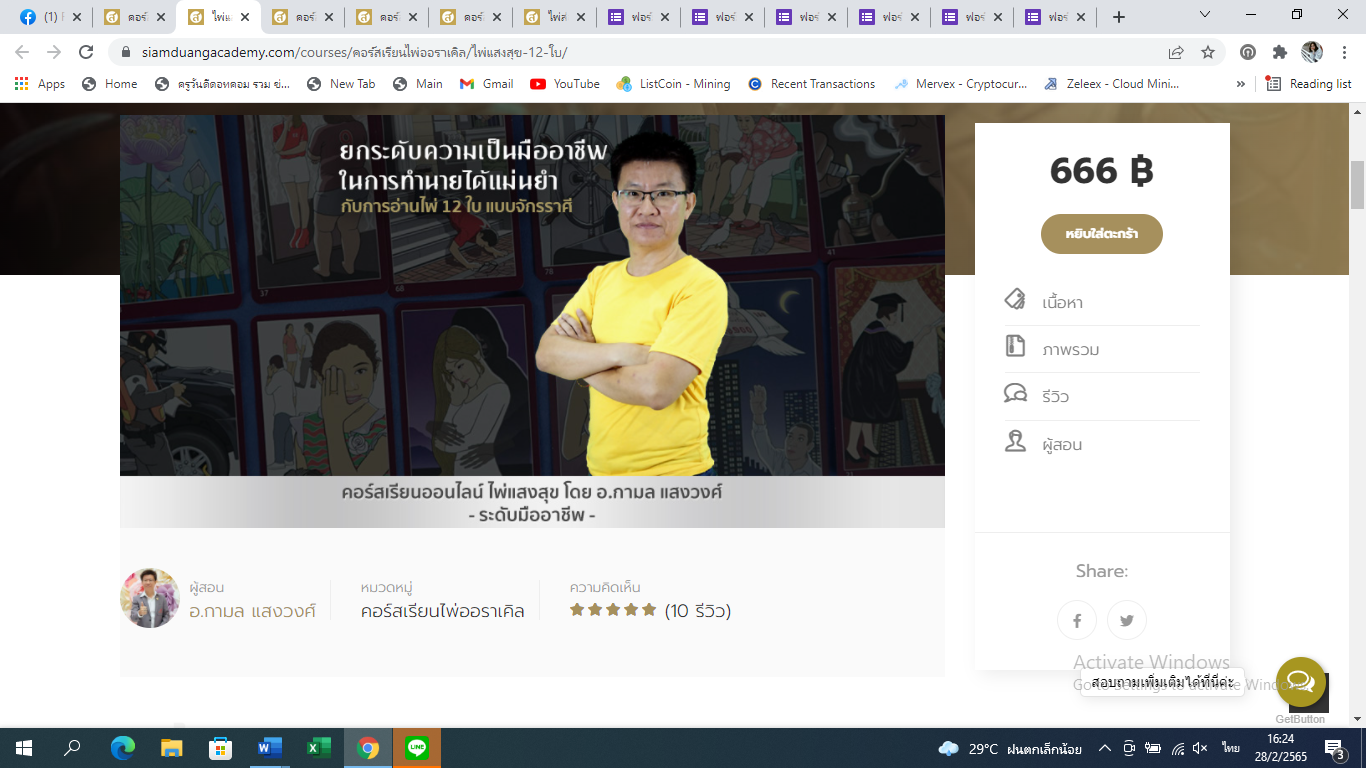 (1) F
คอร์
ไพ่แ
คอร์
คอร์
คอร์
ไพ่ส
ฟอร์
ฟอร์
ฟอร์
ฟอร์
ฟอร์
ฟอร์
siamduangacademy.com/courses/คอร์สเรียนไพ่ออราเคิล/ไพ่แสงสุข-12-ใบ/
Apps
Home
ดูวันดีดอทคอม รวม ข่...
New Tab
Main
Gmail
YouTube
ListCoin - Mining
Recent Transactions
Mervex - Cryptocur...
Zeleex - Cloud Mini...
»
Reading list
ยกระดับความเป็นมืออาชีพ
ในการทำนายได้แม่นยำ
กับการอ่านไพ่ 12 ใบ แบบจักรราศี
37
68
78
41
31
คอร์สเรียนออนไลน์ ไพ่แสงสุข โดย อ.กามล แสงวงศ์
- ระดับมืออาชีพ -
ผู้สอน
อ.กามล แสงวงศ์
หมวดหมู่
คอร์สเรียนไพ่ออราเคิล
ความคิดเห็น
(10 รีวิว)
666 ฿
หยิบใส่ตะกร้า
เนื้อหา
ภาพรวม
รีวิว
ผู้สอน
Share:
Activate Windows
Go to Settings to activate Windows.
สอบถามเพิ่มเติมได้ที่นี่ค่ะ
GetButton
LINE
29°C ฝนตกเล็กน้อย
ไทย
16:24
28/2/2565
3